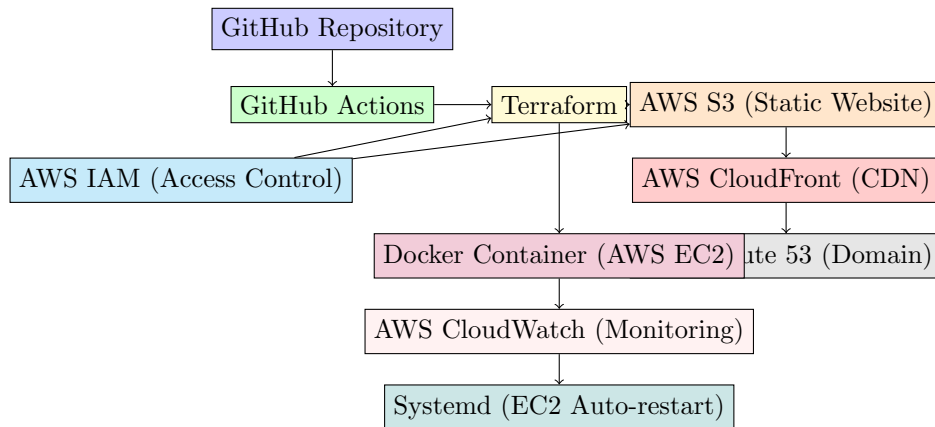 GitHub Repository
GitHub Actions
Terraform
AWS S3 (Static Website)
AWS IAM (Access Control)
AWS CloudFront (CDN)
Docker Container (AWS EC2)
53 (Domain)
AWS CloudWatch (Monitoring)
Systemd (EC2 Auto-restart)